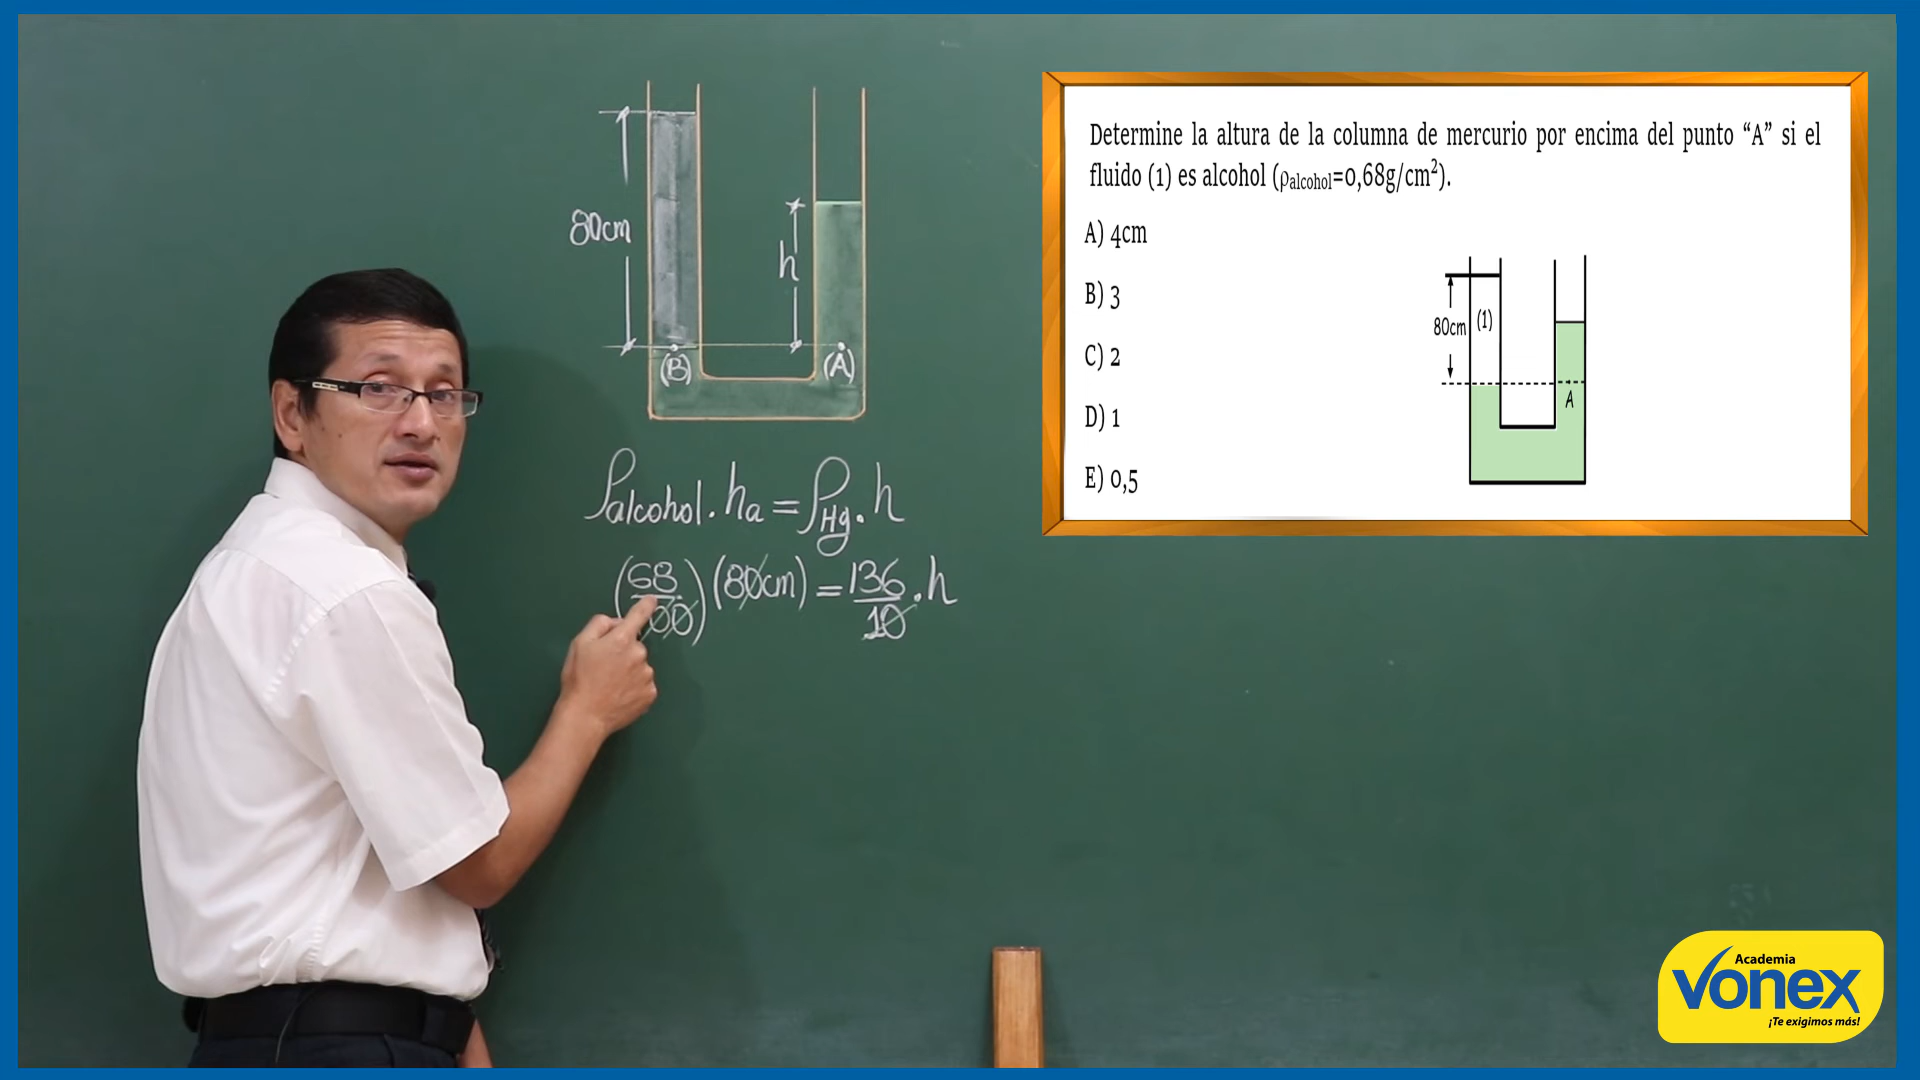 80cm
h
(B)
(A)
ρalcohol . ha = ρHg . h
(68/100) (80cm) = 136/10 . h
Determine la altura de la columna de mercurio por encima del punto “A” si el
fluido (1) es alcohol (ρalcohol=0,68g/cm²).
A) 4cm
B) 3
C) 2
D) 1
E) 0,5
80cm
(1)
A
Academia
vonex
¡Te exigimos más!